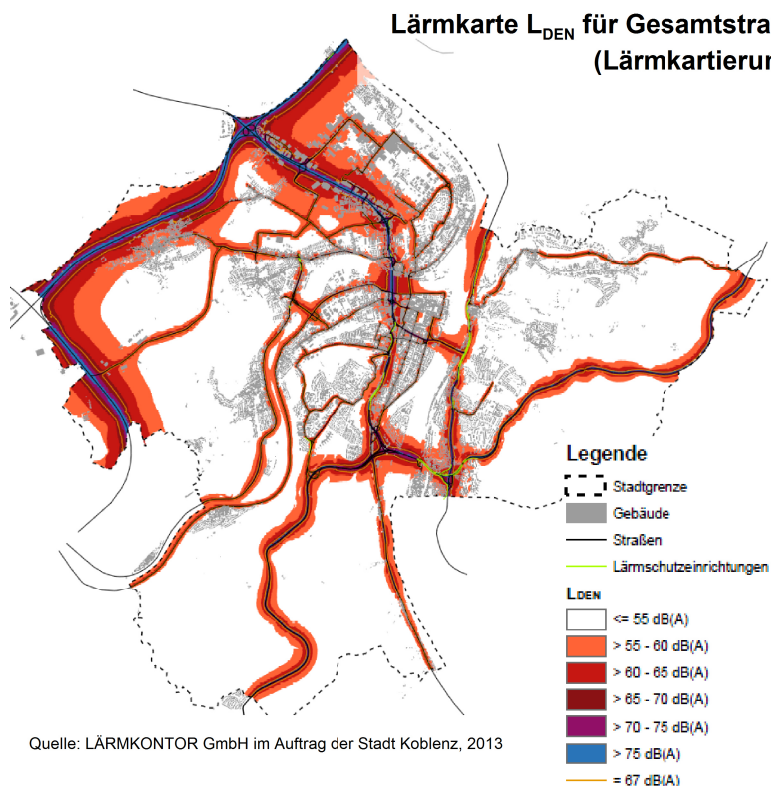 Lärmkarte LDEN für Gesamtstra
(Lärmkartierun
Legende
Stadtgrenze
Gebäude
Straßen
Lärmschutzeinrichtungen
LDEN
<= 55 dB(A)
> 55 - 60 dB(A)
> 60 - 65 dB(A)
> 65 - 70 dB(A)
> 70 - 75 dB(A)
> 75 dB(A)
= 67 dB(A)
Quelle: LÄRMKONTOR GmbH im Auftrag der Stadt Koblenz, 2013